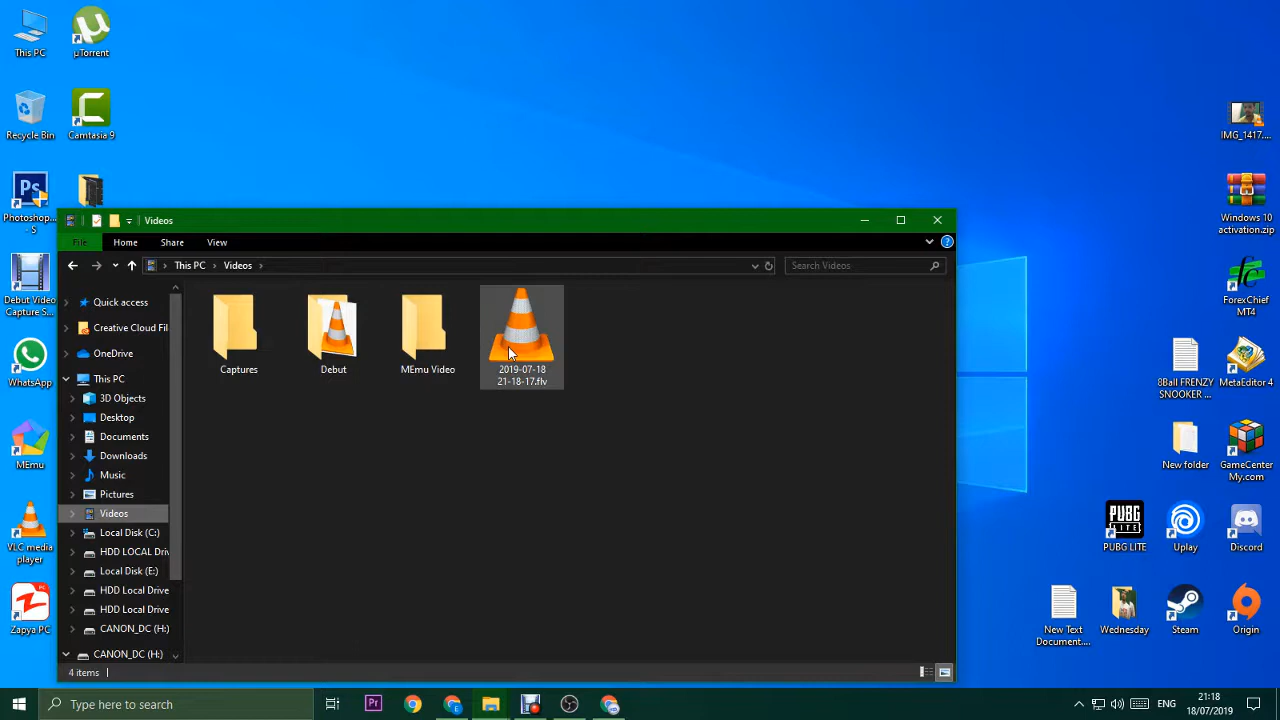 This PC
µTorrent
Recycle Bin
Camtasia 9
Ps
Photoshop...
- S
Debut Video
Capture S...
WhatsApp
MEmu
VLC media
player
Zapya PC
Videos
File
Home
Share
View
This PC
Videos
Search Videos
Quick access
Creative Cloud Fil
OneDrive
This PC
3D Objects
Desktop
Documents
Downloads
Music
Pictures
Videos
Local Disk (C:)
HDD LOCAL Driv
Local Disk (E:)
HDD Local Drive
HDD Local Drive
CANON_DC (H:)
CANON_DC (H:)
Captures
Debut
MEmu Video
2019-07-18
21-18-17.flv
4 items
IMG_1417....
Windows 10
activation.zip
ForexChief
MT4
8Ball FRENZY
SNOOKER ...
MetaEditor 4
New folder
GameCenter
My.com
PUBG
LITE
PUBG LITE
Uplay
Discord
New Text
Document....
Wednesday
Steam
Origin
Type here to search
Pr
ENG
21:18
18/07/2019